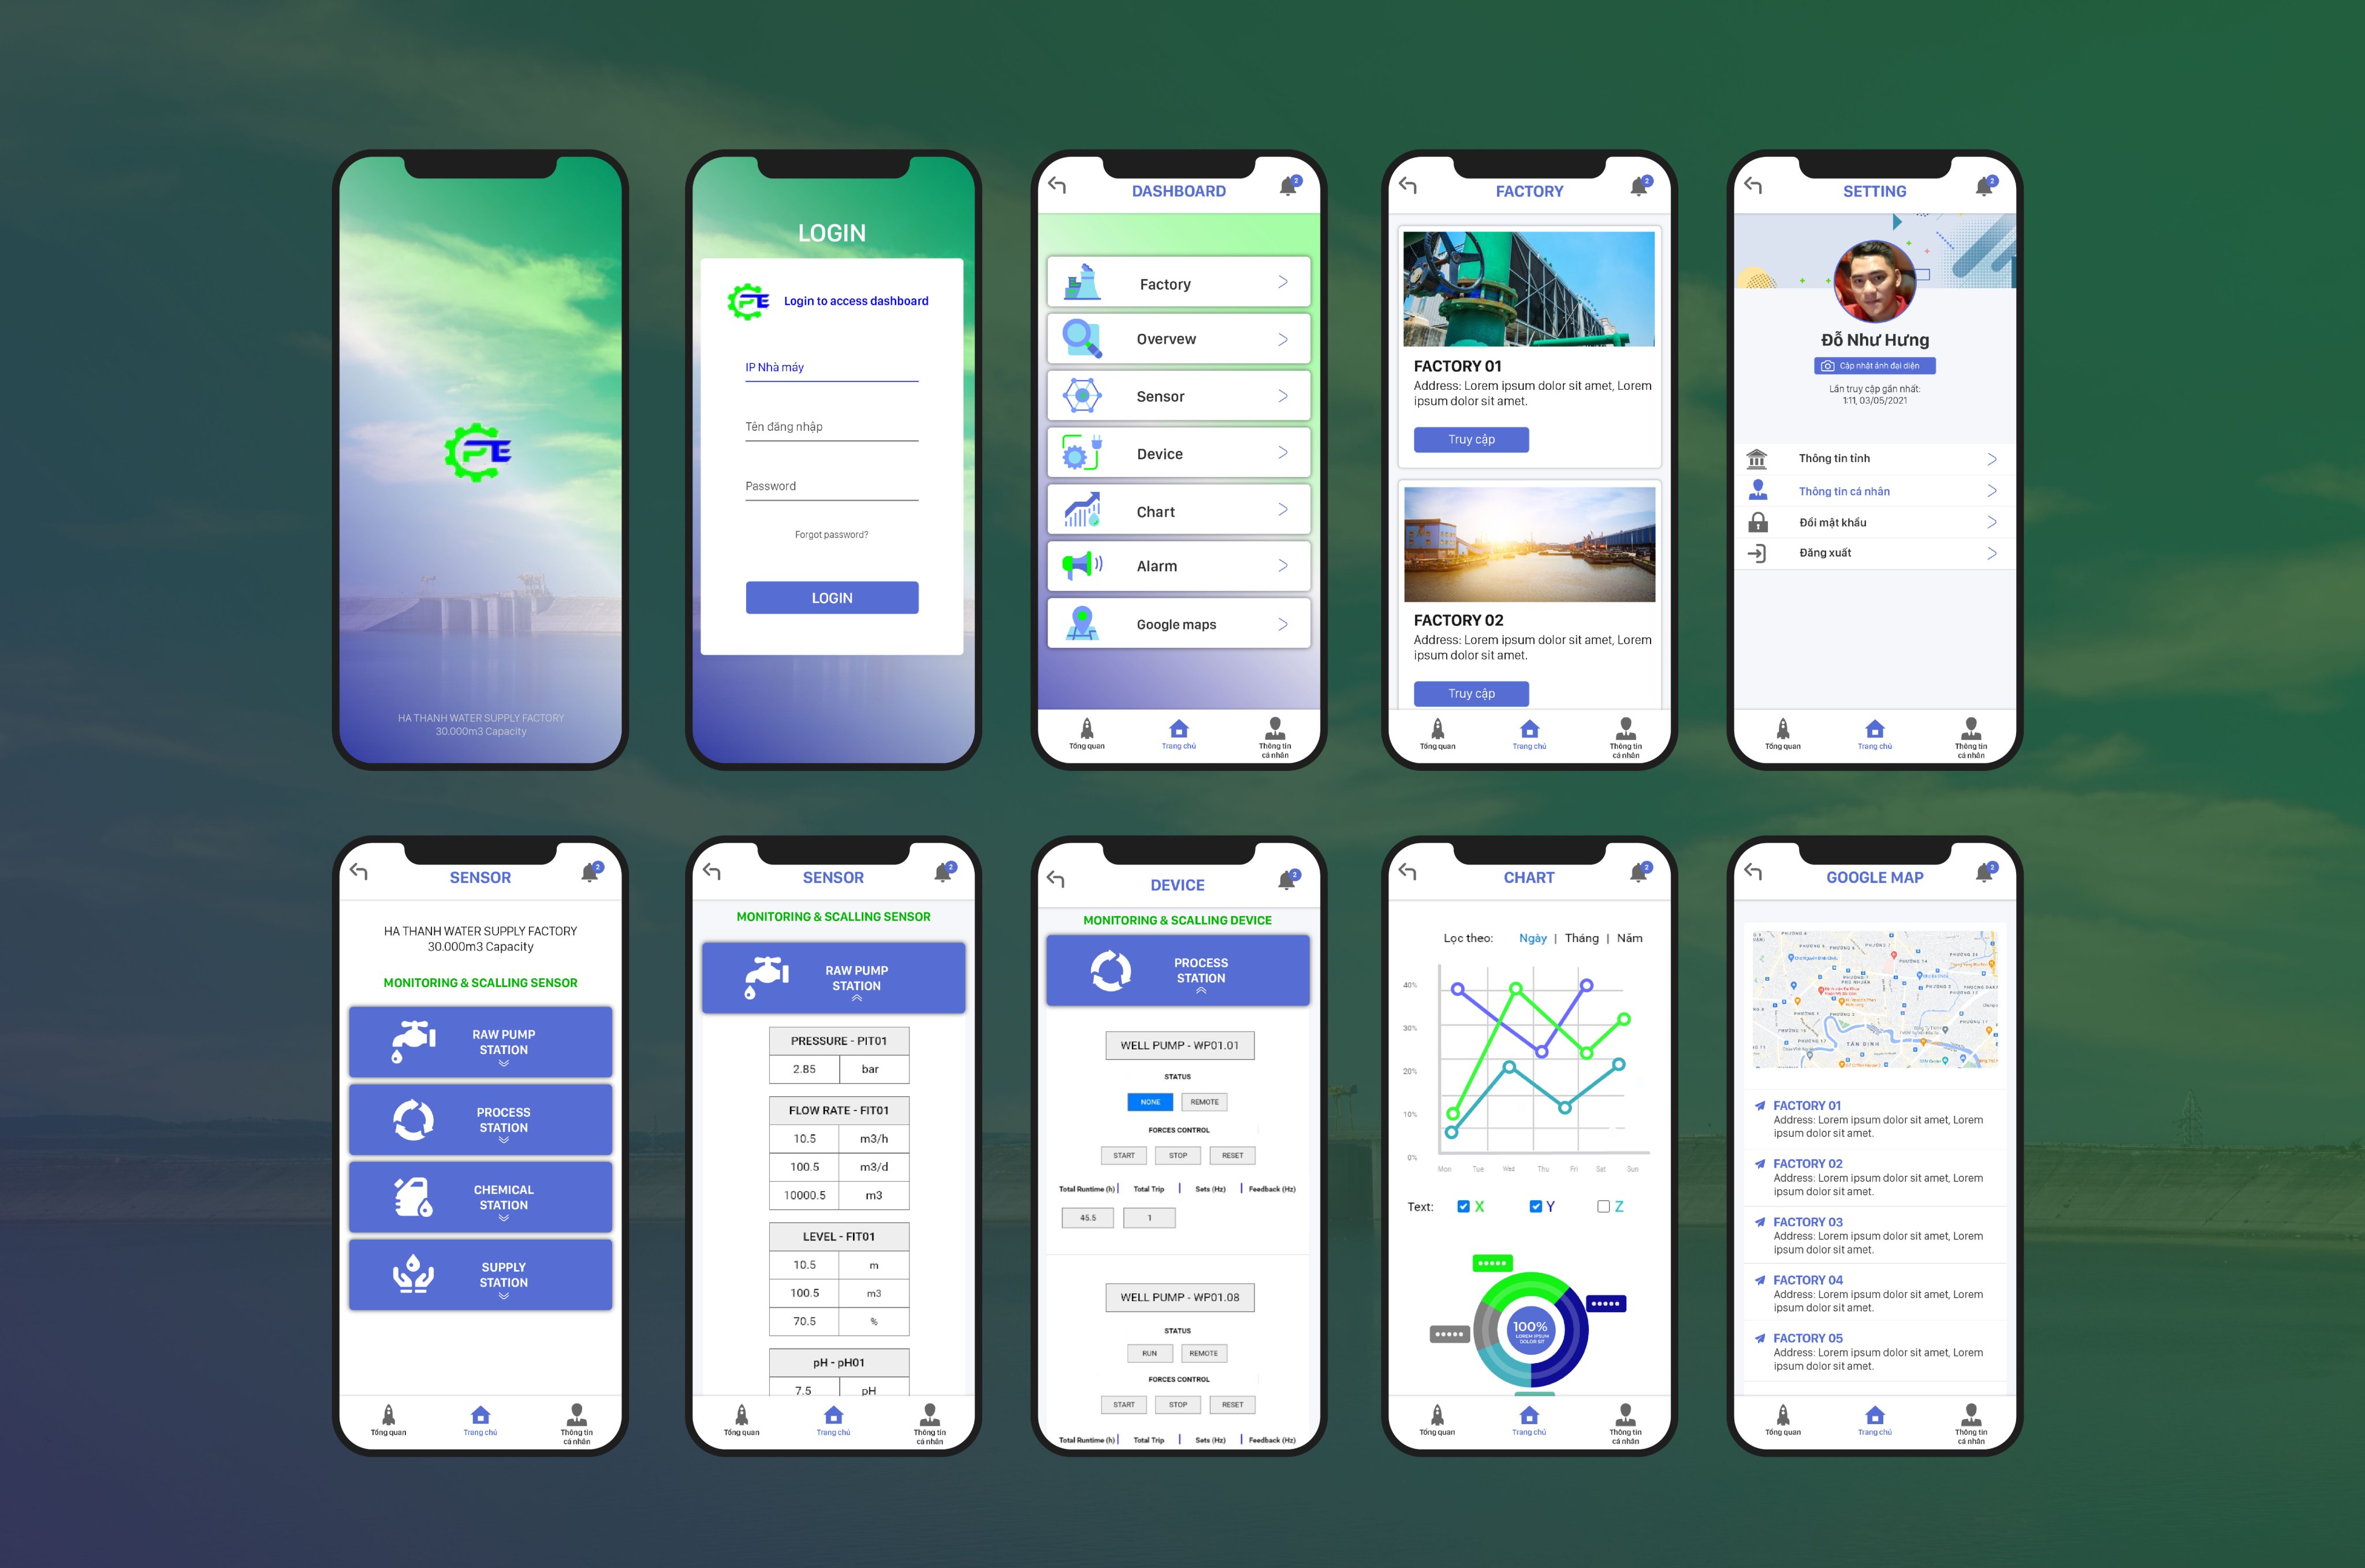 PE
HA THANH WATER SUPPLY FACTORY
30.000m3 Capacity
LOGIN
PE
Login to access dashboard
IP Nhà máy
Tên đăng nhập
Password
Forgot password?
LOGIN
DASHBOARD
2
Factory
Overvew
Sensor
Device
Chart
Alarm
Google maps
Tổng quan
Trang chủ
Thông tin
cá nhân
FACTORY
2
FACTORY 01
Address: Lorem ipsum dolor sit amet, Lorem
ipsum dolor sit amet.
Truy cập
FACTORY 02
Address: Lorem ipsum dolor sit amet, Lorem
ipsum dolor sit amet.
Truy cập
Tổng quan
Trang chủ
Thông tin
cá nhân
SETTING
2
Đỗ Như Hưng
Cập nhật ảnh đại diện
Lần truy cập gần nhất:
1:11, 03/05/2021
Thông tin tỉnh
Thông tin cá nhân
Đổi mật khẩu
Đăng xuất
Tổng quan
Trang chủ
Thông tin
cá nhân
SENSOR
2
HA THANH WATER SUPPLY FACTORY
30.000m3 Capacity
MONITORING & SCALLING SENSOR
RAW PUMP
STATION
PROCESS
STATION
CHEMICAL
STATION
SUPPLY
STATION
Tổng quan
Trang chủ
Thông tin
cá nhân
SENSOR
2
MONITORING & SCALLING SENSOR
RAW PUMP
STATION
PRESSURE - PIT01
2.85 bar
FLOW RATE - FIT01
10.5 m3/h
100.5 m3/d
10000.5 m3
LEVEL - FIT01
10.5 m
100.5 m3
70.5 %
pH - pH01
7.5 pH
Tổng quan
Trang chủ
Thông tin
cá nhân
DEVICE
2
MONITORING & SCALLING DEVICE
PROCESS
STATION
WELL PUMP - WP01.01
STATUS
NONE REMOTE
FORCES CONTROL
START STOP RESET
Total Runtime (h) | Total Trip | Sets (Hz) | Feedback (Hz)
45.5 1
WELL PUMP - WP01.08
STATUS
RUN REMOTE
FORCES CONTROL
START STOP RESET
Total Runtime (h) | Total Trip | Sets (Hz) | Feedback (Hz)
CHART
2
Lọc theo: Ngày | Tháng | Năm
40%
30%
20%
10%
0%
Mon Tue Wed Thu Fri Sat Sun
Text: X Y Z
100%
LOREM IPSUM
DOLOR SIT
Tổng quan
Trang chủ
Thông tin
cá nhân
GOOGLE MAP
2
TÂN ĐỊNH
FACTORY 01
Address: Lorem ipsum dolor sit amet, Lorem
ipsum dolor sit amet.
FACTORY 02
Address: Lorem ipsum dolor sit amet, Lorem
ipsum dolor sit amet.
FACTORY 03
Address: Lorem ipsum dolor sit amet, Lorem
ipsum dolor sit amet.
FACTORY 04
Address: Lorem ipsum dolor sit amet, Lorem
ipsum dolor sit amet.
FACTORY 05
Address: Lorem ipsum dolor sit amet, Lorem
ipsum dolor sit amet.
Tổng quan
Trang chủ
Thông tin
cá nhân